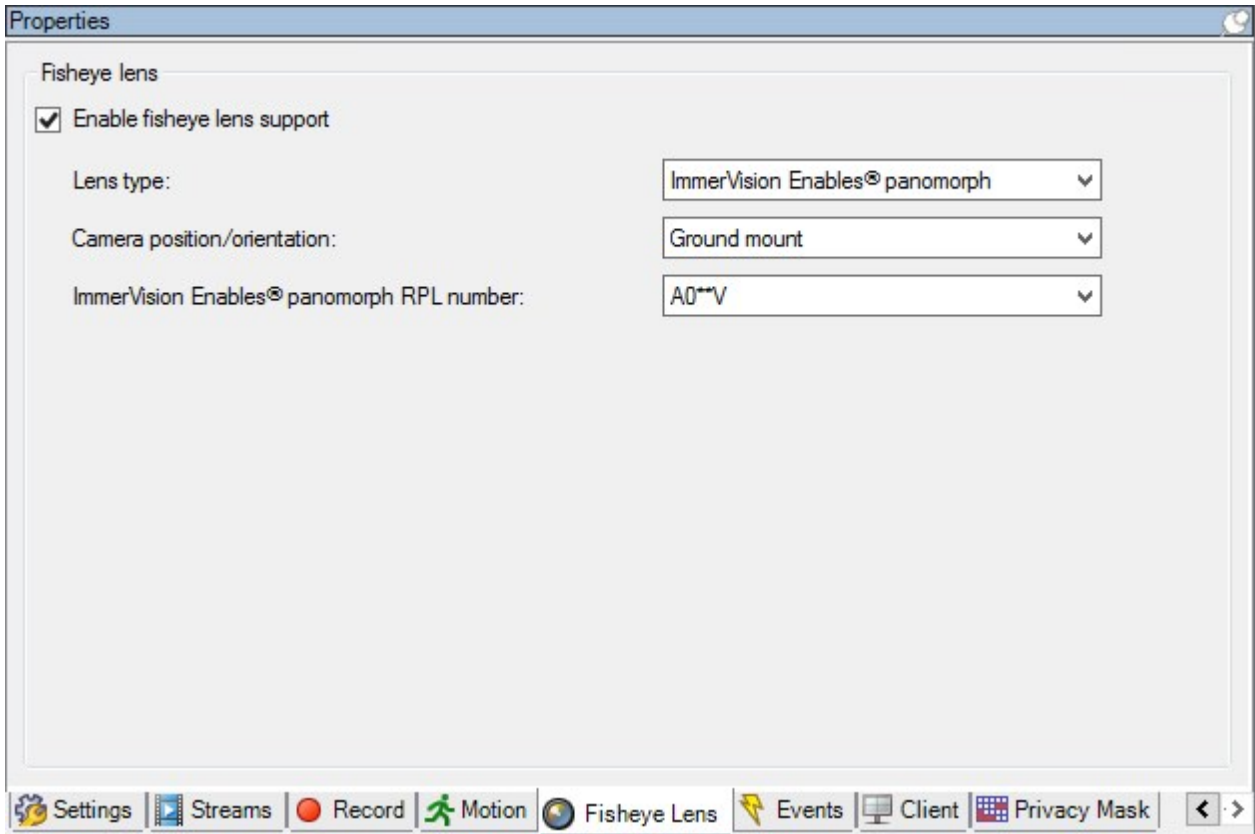 Properties
Fisheye lens
Enable fisheye lens support
Lens type: ImmerVision Enables® panomorph
Camera position/orientation: Ground mount
ImmerVision Enables® panomorph RPL number: A0**V
Settings Streams Record Motion Fisheye Lens Events Client Privacy Mask